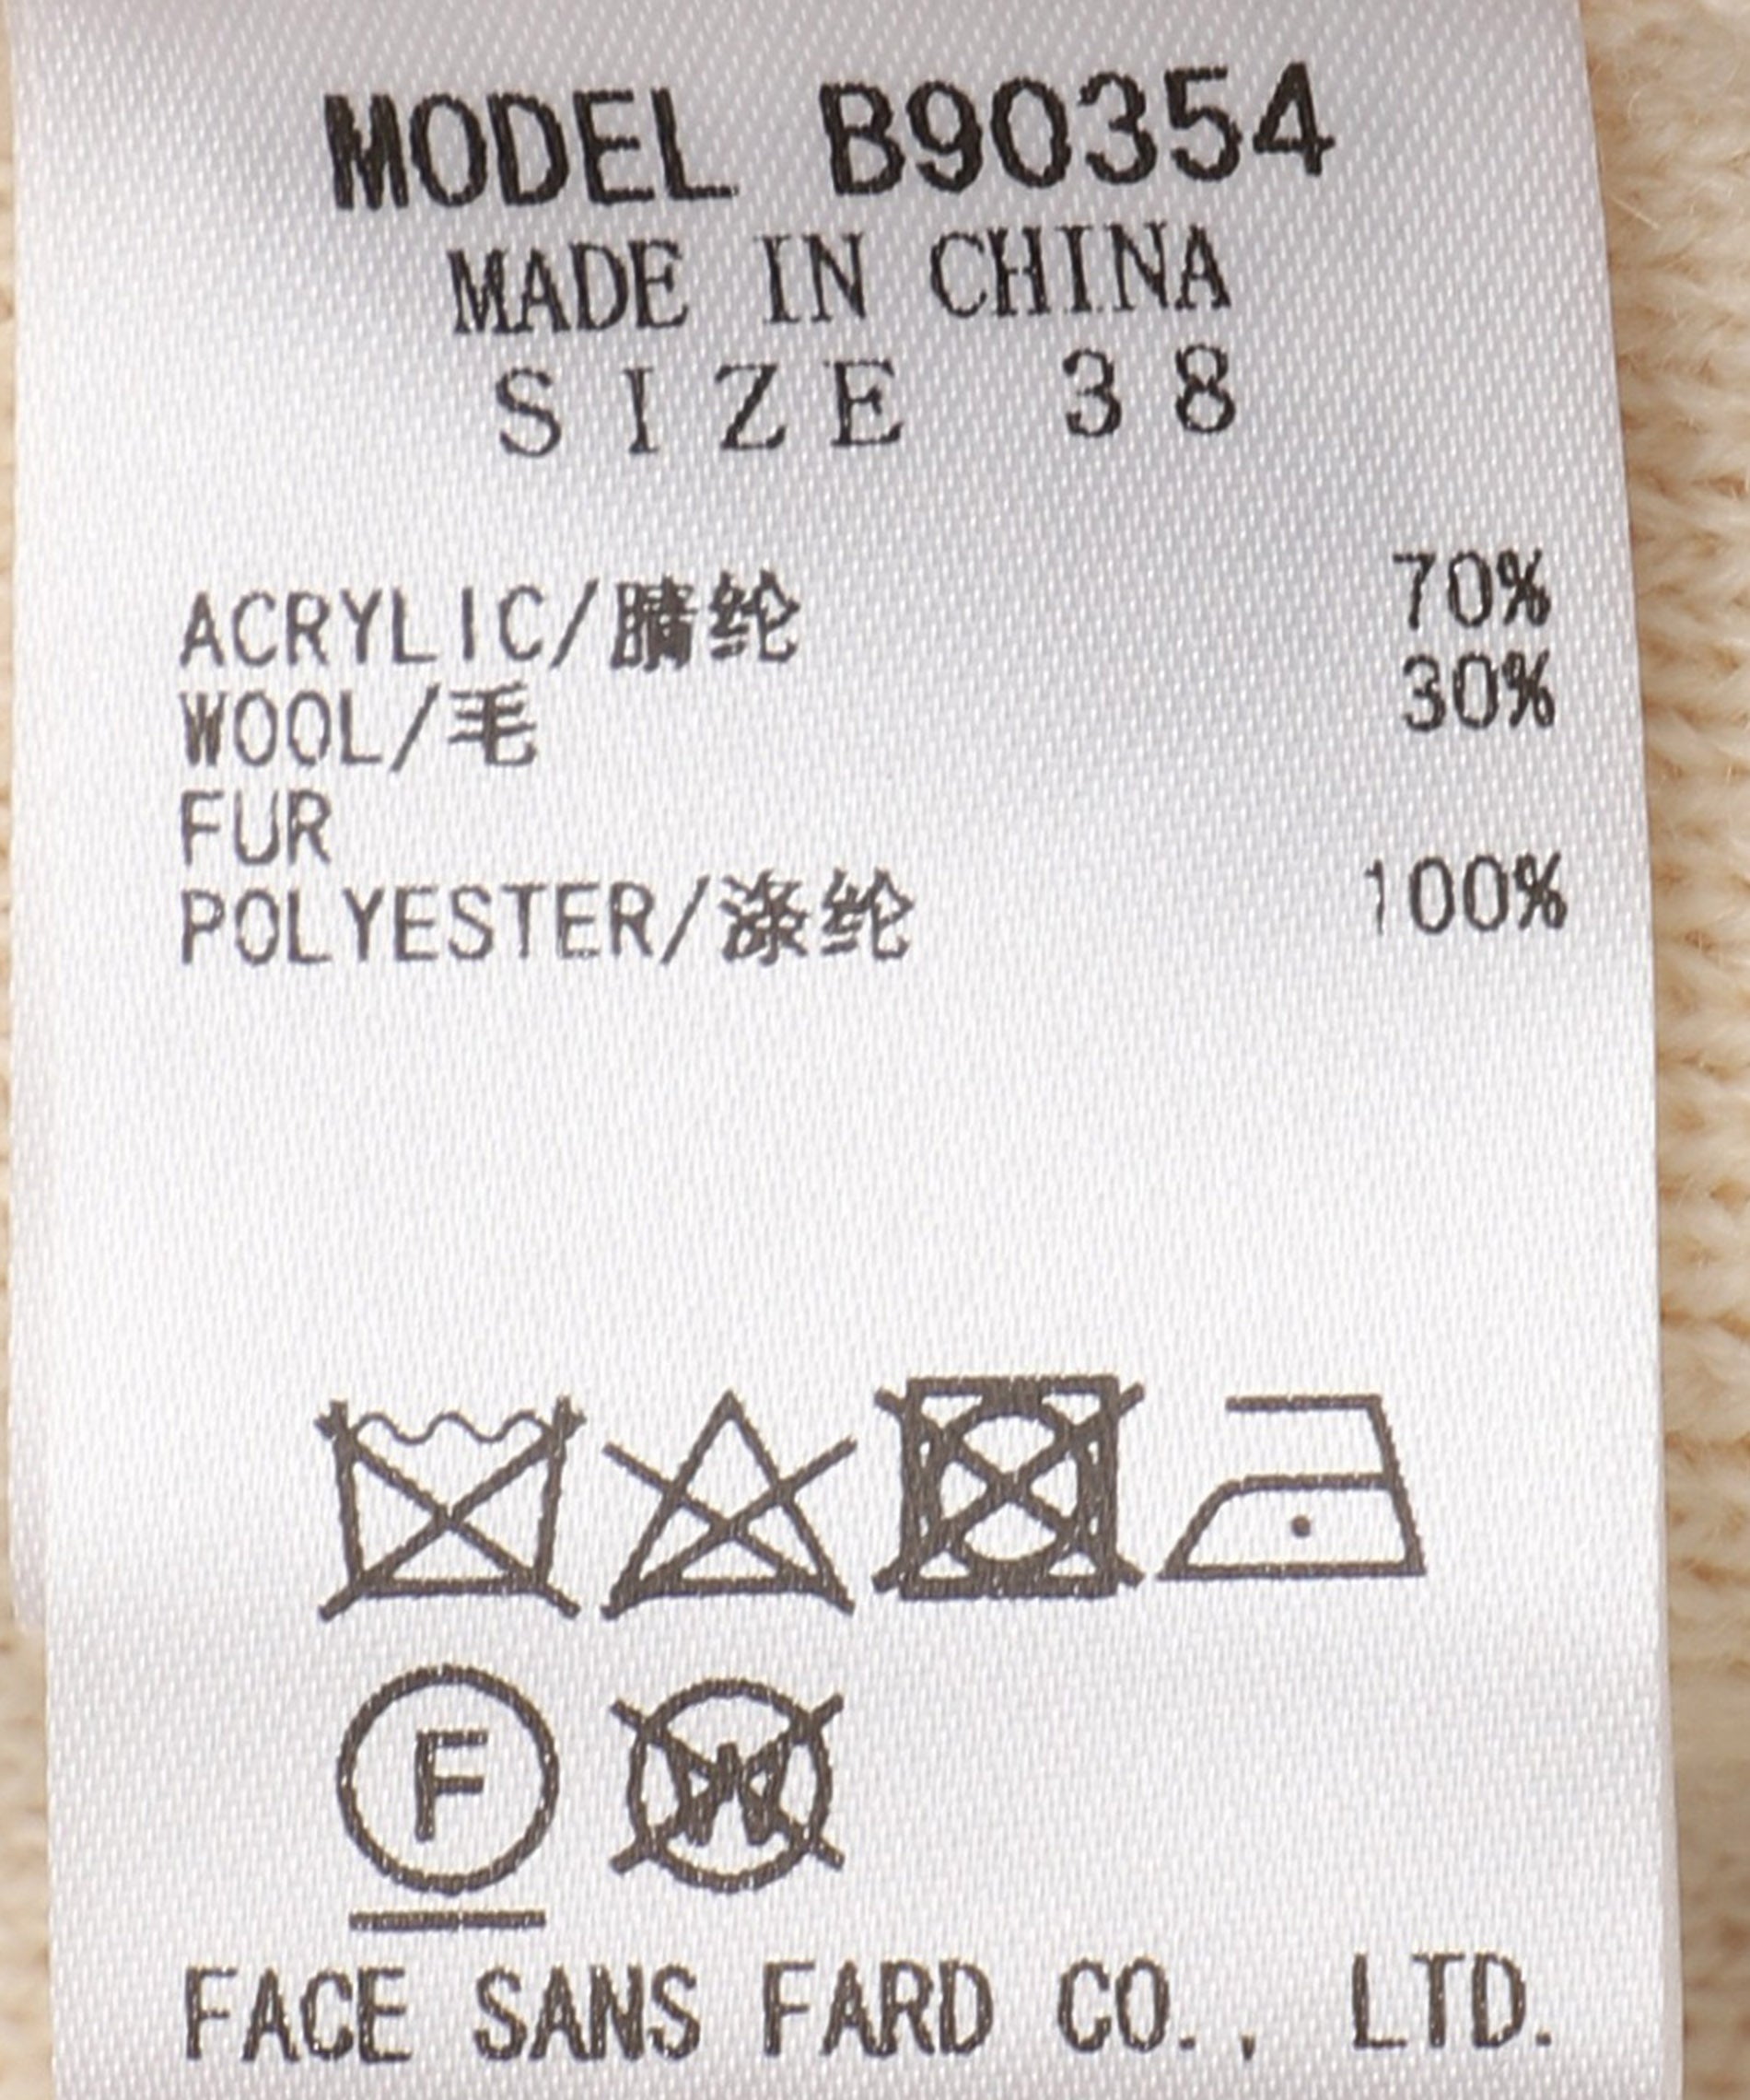 MODEL B90354
MADE IN CHINA
SIZE 38
ACRYLIC/腈纶 70%
WOOL/毛 30%
FUR
POLYESTER/涤纶 100%
F W
FACE SANS FARD CO., LTD.